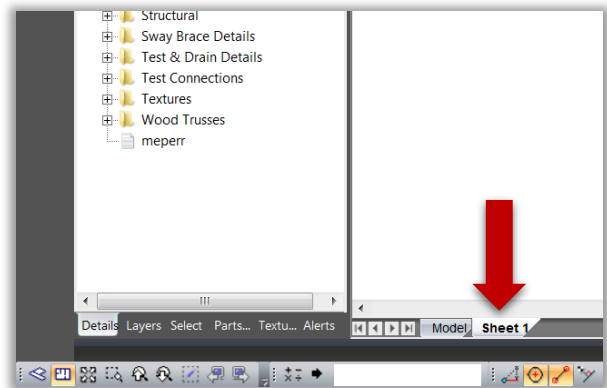 Structural
Sway Brace Details
Test & Drain Details
Test Connections
Textures
Wood Trusses
meperr
Details Layers Select Parts... Textu... Alerts
Model Sheet 1